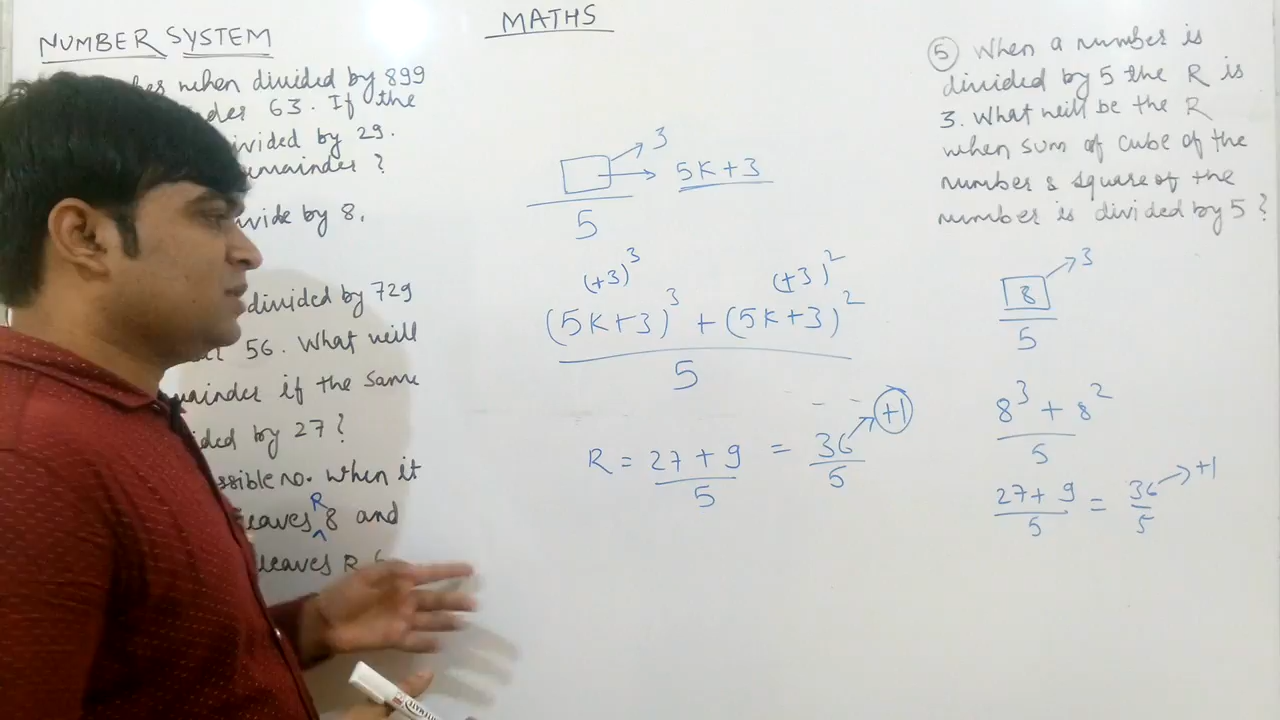 MATHS
NUMBER SYSTEM
when divided by 899
63. If the
divided by 29.
remainder ?
divide by 8.
divided by 729
56. What will
if the same
by 27 ?
no. when it
R
leaves 8 and
leaves R
3
5K+3
5
(+3)³ (+3)²
(5K+3)³ + (5K+3)²
5
R = 27 + 9 = 36 +1
5 5
⑤ When a number is
divided by 5 the R is
3. What will be the R
when sum of cube of the
number & square of the
number is divided by 5 ?
3
8
5
8³ + 8²
5
27 + 9 = 36 +1
5 5